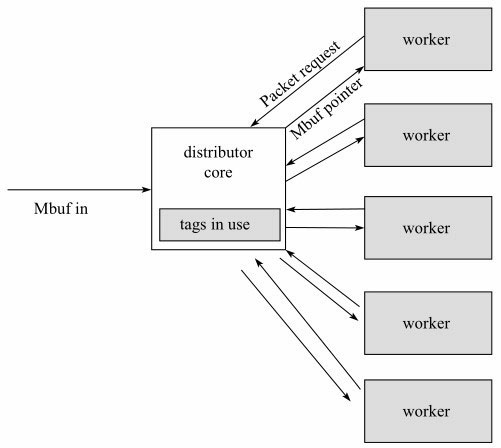 worker
Packet request
Mbuf pointer
worker
distributor
core
Mbuf in
tags in use
worker
worker
worker